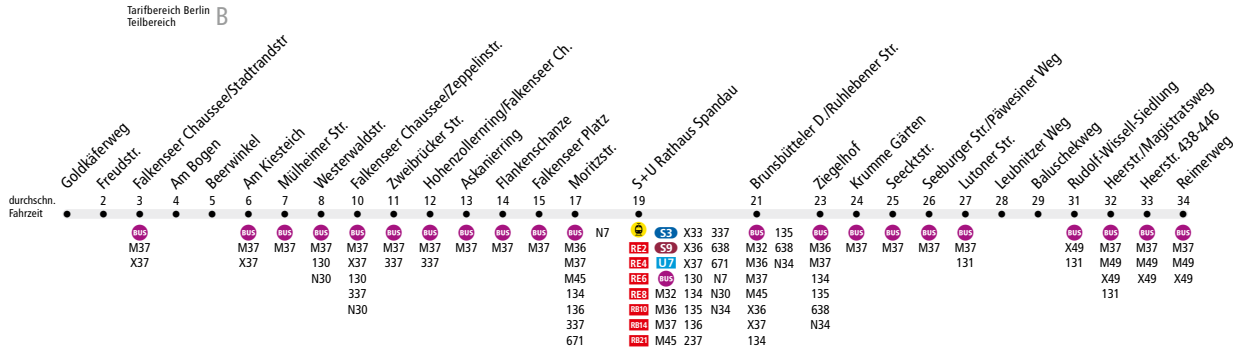 Tarifbereich Berlin
Teilbereich B
Goldkäferweg
Freudstr.
Falkenseer Chaussee/Stadtrandstr
Am Bogen
Beerwinkel
Am Kiesteich
Mülheimer Str.
Westerwaldstr.
Falkenseer Chaussee/Zeppelinstr.
Zweibrücker Str.
Hohenzollernring/Falkenseer Ch.
Askanierring
Flankenschanze
Falkenseer Platz
Moritzstr.
S+U Rathaus Spandau
Brunsbütteler D./Ruhlebener Str.
Ziegelhof
Krumme Gärten
Seecktstr.
Seeburger Str./Päwesiner Weg
Lutoner Str.
Leubnitzer Weg
Baluschekweg
Rudolf-Wissell-Siedlung
Heerstr./Magistratsweg
Heerstr. 438-446
Reimerweg
durchschn. 2 3 4 5 6 7 8 10 11 12 13 14 15 17 19 21 23 24 25 26 27 28 29 31 32 33 34
Fahrzeit
BUS BUS BUS BUS BUS BUS BUS BUS BUS BUS BUS N7 S3 X33 337 BUS 135 BUS BUS BUS BUS BUS BUS BUS BUS BUS
M37 M37 M37 M37 M37 M37 M37 M37 M37 M37 M36 RE2 S9 X36 638 M32 638 M36 M37 M37 M37 M37 X49 M37 M37 M37
X37 X37 130 X37 337 337 M37 RE4 U7 X37 671 M36 N34 M37 131 131 M49 M49 M49
N30 130 M45 RE6 BUS 130 N7 M37 134 X49 X49 X49
337 134 RE8 M32 134 N30 M45 135 131
N30 136 RB10 M36 135 N34 X36 638
337 RB14 M37 136 X37 N34
671 RB21 M45 237 134